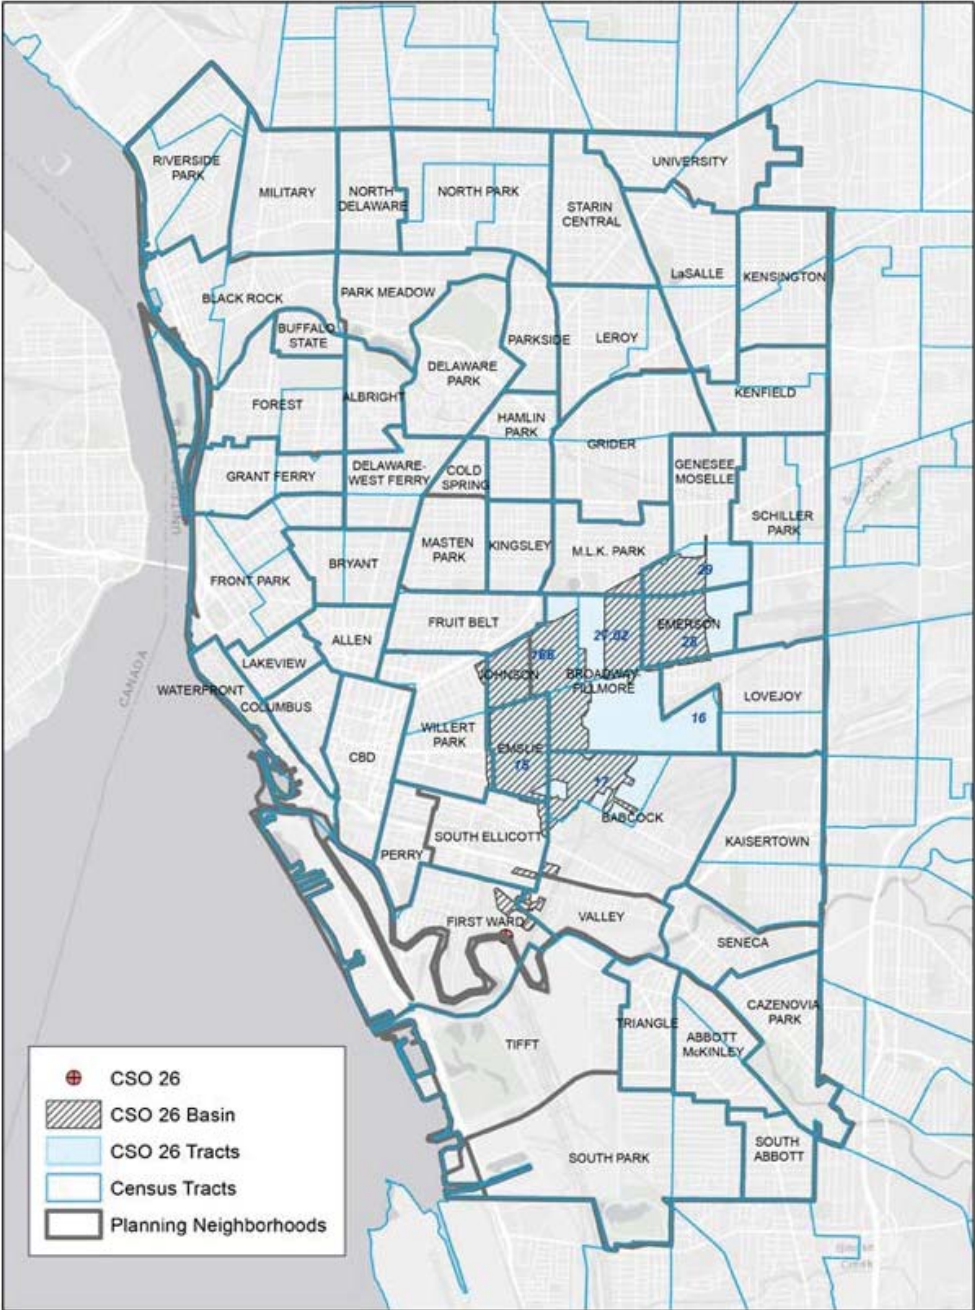 RIVERSIDE
PARK
MILITARY
NORTH
DELAWARE
NORTH PARK
STARIN
CENTRAL
UNIVERSITY
LaSALLE
KENSINGTON
BLACK ROCK
PARK MEADOW
BUFFALO
STATE
PARKSIDE
LEROY
DELAWARE
PARK
FOREST
ALBRIGHT
KENFIELD
HAMLIN
PARK
GRIDER
GRANT FERRY
DELAWARE-
WEST FERRY
COLD
SPRING
GENESEE
MOSELLE
SCHILLER
PARK
MASTEN
PARK
KINGSLEY
M.L.K. PARK
BRYANT
FRONT PARK
29
FRUIT BELT
EMERSON
28
27.02
ALLEN
LAKEVIEW
166
JOHNSON
BROADWAY-
FILLMORE
WATERFRONT
COLUMBUS
CANADA
LOVEJOY
16
WILLERT
PARK
CBD
EMSLIE
15
17
BABCOCK
SOUTH ELLICOTT
PERRY
KAISERTOWN
FIRST WARD
VALLEY
SENECA
CAZENOVIA
PARK
TRIANGLE
ABBOTT
McKINLEY
TIFFT
SOUTH PARK
SOUTH
ABBOTT
CSO 26
CSO 26 Basin
CSO 26 Tracts
Census Tracts
Planning Neighborhoods